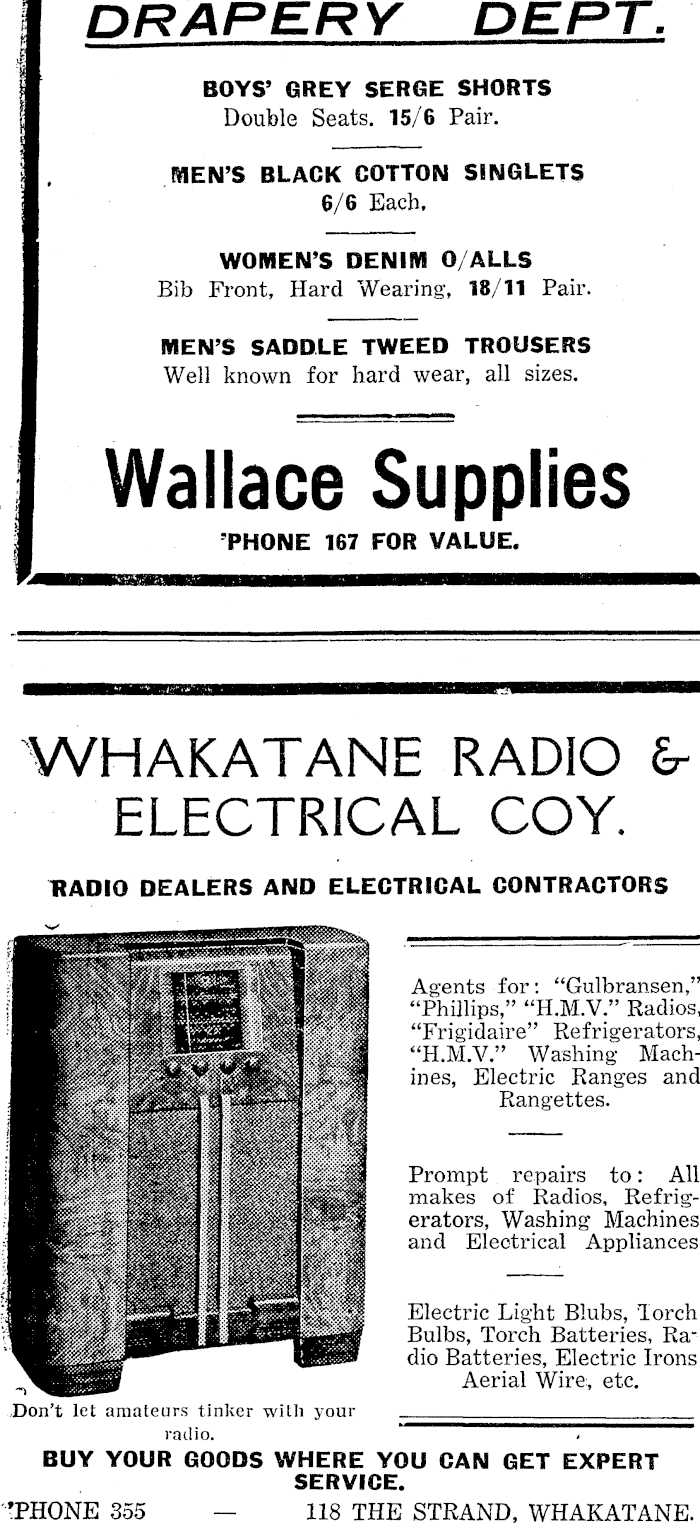 DRAPERY DEPT.
BOYS' GREY SERGE SHORTS
Double Seats. 15/6 Pair.
MEN'S BLACK COTTON SINGLETS
6/6 Each.
WOMEN'S DENIM O/ALLS
Bib Front, Hard Wearing, 18/11 Pair.
MEN'S SADDLE TWEED TROUSERS
Well known for hard wear, all sizes.
Wallace Supplies
'PHONE 167 FOR VALUE.
WHAKATANE RADIO &
ELECTRICAL COY.
RADIO DEALERS AND ELECTRICAL CONTRACTORS
Agents for: "Gulbransen,"
"Phillips," "H.M.V." Radios,
"Frigidaire" Refrigerators,
"H.M.V." Washing Mach-
ines, Electric Ranges and
Rangettes.
Prompt repairs to: All
makes of Radios, Refrig-
erators, Washing Machines
and Electrical Appliances
Electric Light Blubs, Torch
Bulbs, Torch Batteries, Ra-
dio Batteries, Electric Irons
Aerial Wire, etc.
Don't let amateurs tinker with your
radio.
BUY YOUR GOODS WHERE YOU CAN GET EXPERT
SERVICE.
'PHONE 355 — 118 THE STRAND, WHAKATANE.